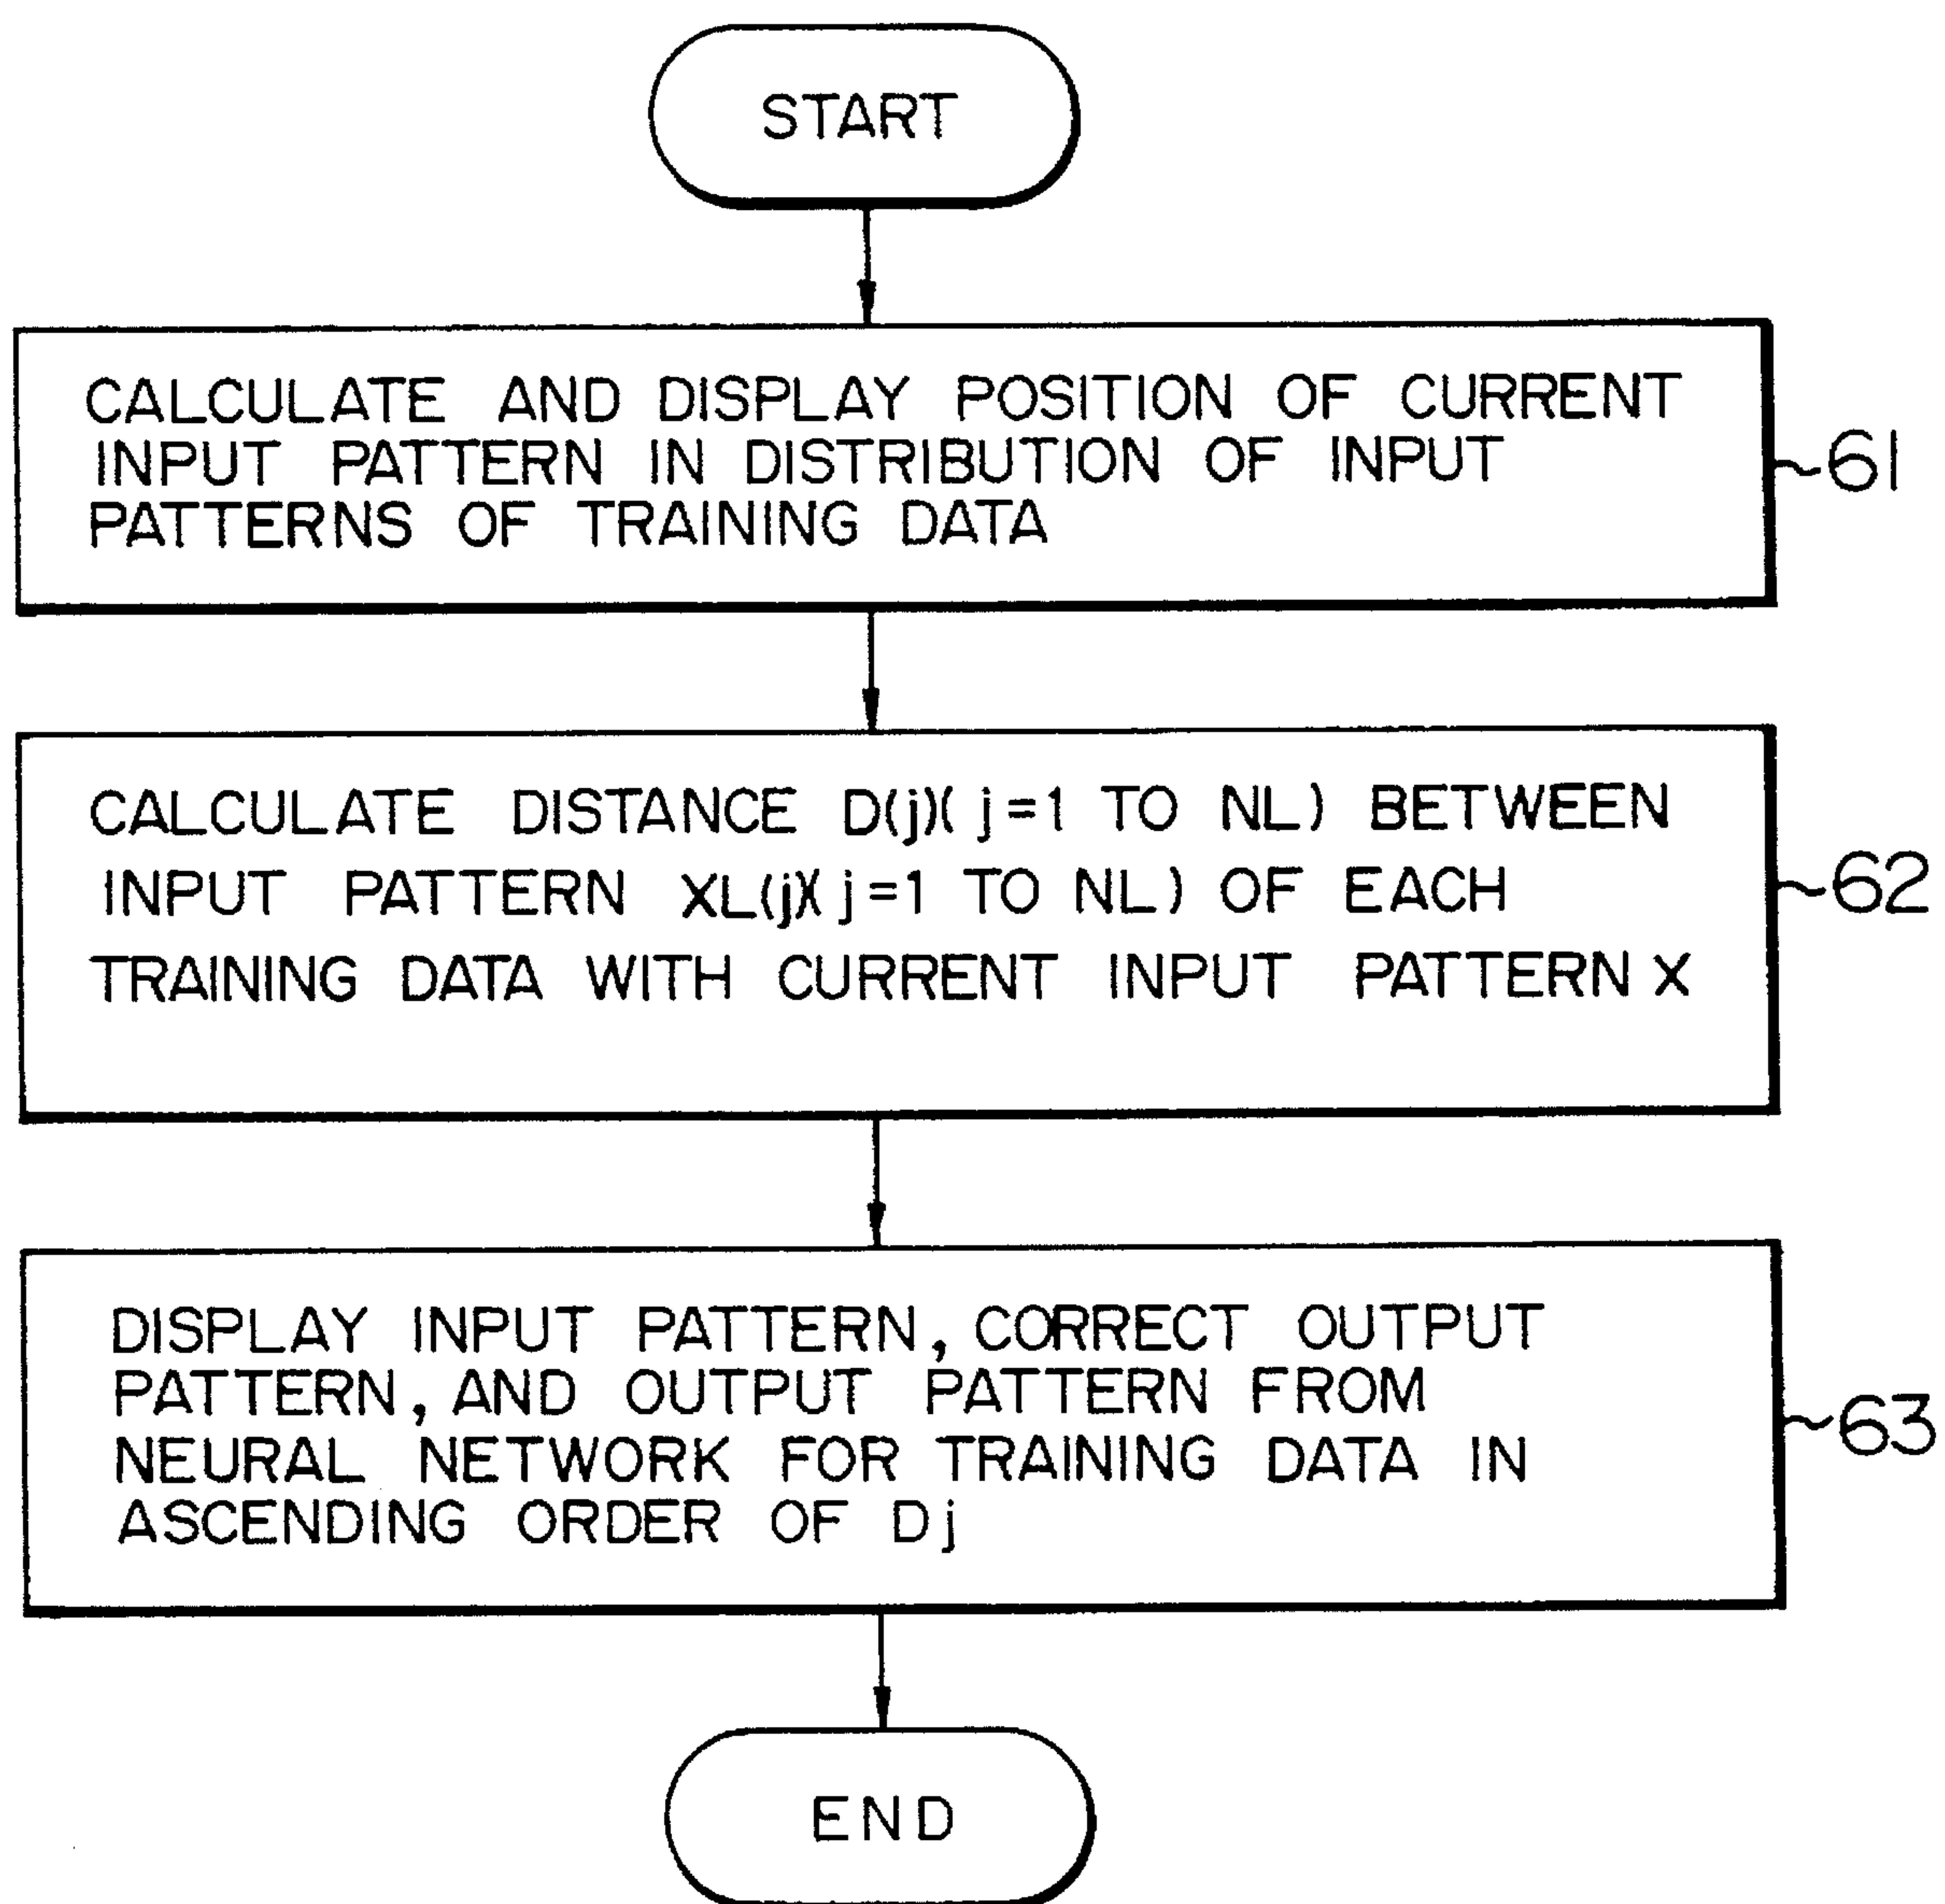 START
CALCULATE AND DISPLAY POSITION OF CURRENT
INPUT PATTERN IN DISTRIBUTION OF INPUT
PATTERNS OF TRAINING DATA
61
CALCULATE DISTANCE D(j)(j=1 TO NL) BETWEEN
INPUT PATTERN XL(j)(j=1 TO NL) OF EACH
TRAINING DATA WITH CURRENT INPUT PATTERN X
62
DISPLAY INPUT PATTERN, CORRECT OUTPUT
PATTERN, AND OUTPUT PATTERN FROM
NEURAL NETWORK FOR TRAINING DATA IN
ASCENDING ORDER OF Dj
63
END